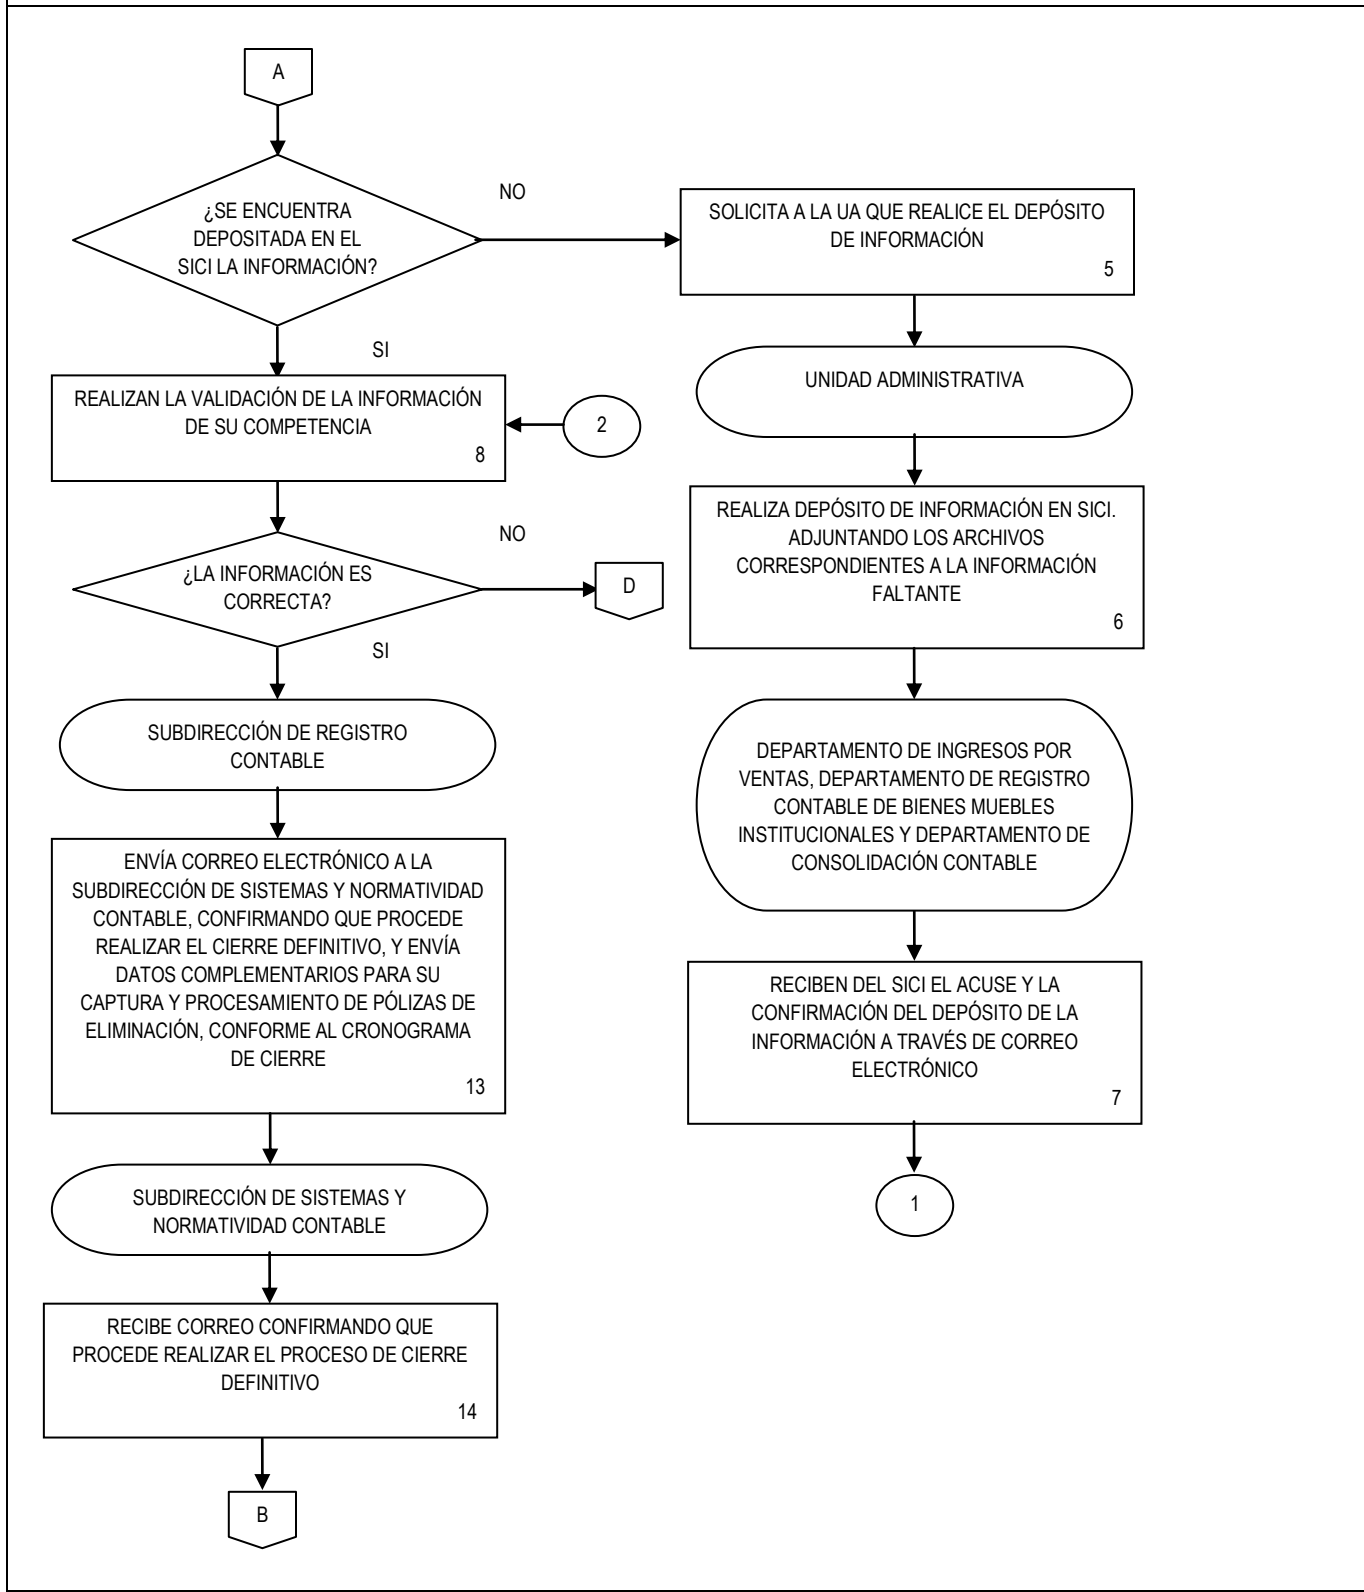 A
¿SE ENCUENTRA
DEPOSITADA EN EL
SICI LA INFORMACIÓN?
NO
SI
REALIZAN LA VALIDACIÓN DE LA INFORMACIÓN
DE SU COMPETENCIA
8
2
¿LA INFORMACIÓN ES
CORRECTA?
NO
D
SI
SUBDIRECCIÓN DE REGISTRO
CONTABLE
ENVÍA CORREO ELECTRÓNICO A LA
SUBDIRECCIÓN DE SISTEMAS Y NORMATIVIDAD
CONTABLE, CONFIRMANDO QUE PROCEDE
REALIZAR EL CIERRE DEFINITIVO, Y ENVÍA
DATOS COMPLEMENTARIOS PARA SU
CAPTURA Y PROCESAMIENTO DE PÓLIZAS DE
ELIMINACIÓN, CONFORME AL CRONOGRAMA
DE CIERRE
13
SUBDIRECCIÓN DE SISTEMAS Y
NORMATIVIDAD CONTABLE
RECIBE CORREO CONFIRMANDO QUE
PROCEDE REALIZAR EL PROCESO DE CIERRE
DEFINITIVO
14
B
SOLICITA A LA UA QUE REALICE EL DEPÓSITO
DE INFORMACIÓN
5
UNIDAD ADMINISTRATIVA
REALIZA DEPÓSITO DE INFORMACIÓN EN SICI.
ADJUNTANDO LOS ARCHIVOS
CORRESPONDIENTES A LA INFORMACIÓN
FALTANTE
6
DEPARTAMENTO DE INGRESOS POR
VENTAS, DEPARTAMENTO DE REGISTRO
CONTABLE DE BIENES MUEBLES
INSTITUCIONALES Y DEPARTAMENTO DE
CONSOLIDACIÓN CONTABLE
RECIBEN DEL SICI EL ACUSE Y LA
CONFIRMACIÓN DEL DEPÓSITO DE LA
INFORMACIÓN A TRAVÉS DE CORREO
ELECTRÓNICO
7
1